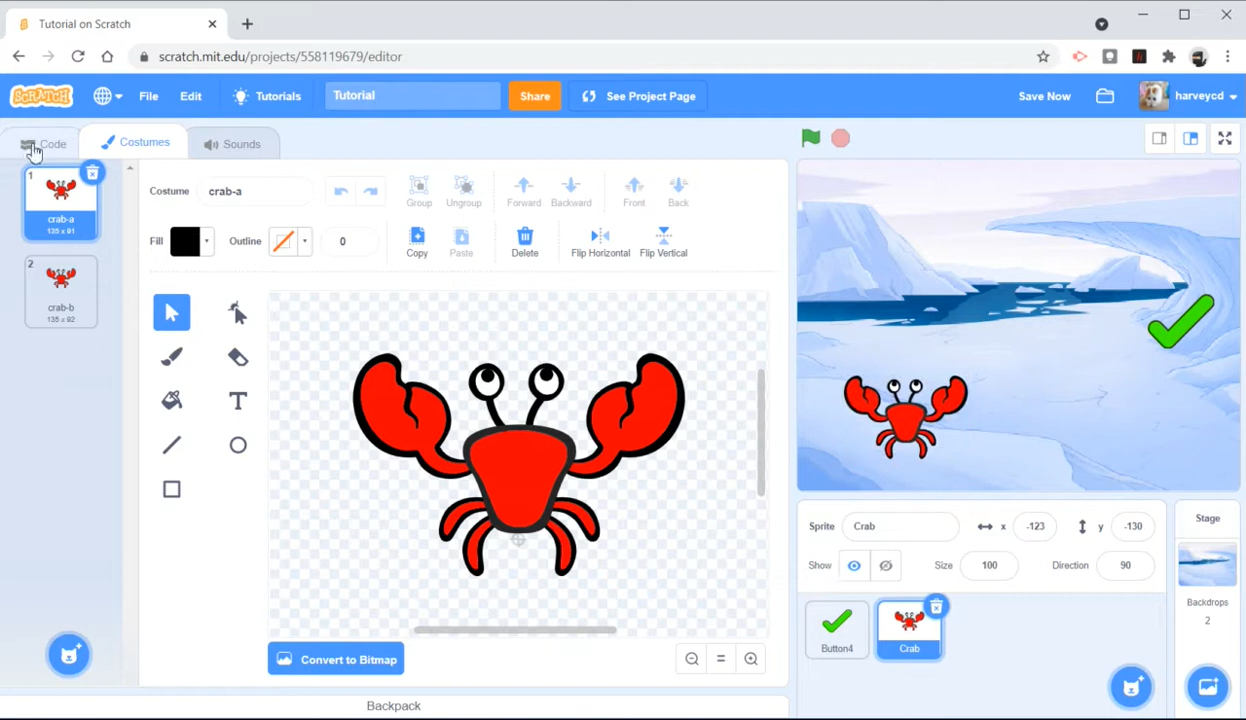 Tutorial on Scratch
scratch.mit.edu/projects/558119679/editor
SCRATCH
File
Edit
Tutorials
Tutorial
Share
See Project Page
Save Now
harveycd
Code
Costumes
Sounds
1
crab-a
135 x 91
2
crab-b
135 x 92
Costume
crab-a
Group
Ungroup
Forward
Backward
Front
Back
Fill
Outline
0
Copy
Paste
Delete
Flip Horizontal
Flip Vertical
T
Convert to Bitmap
Backpack
Sprite
Crab
x
-123
y
-130
Show
Size
100
Direction
90
Button4
Crab
Stage
Backdrops
2